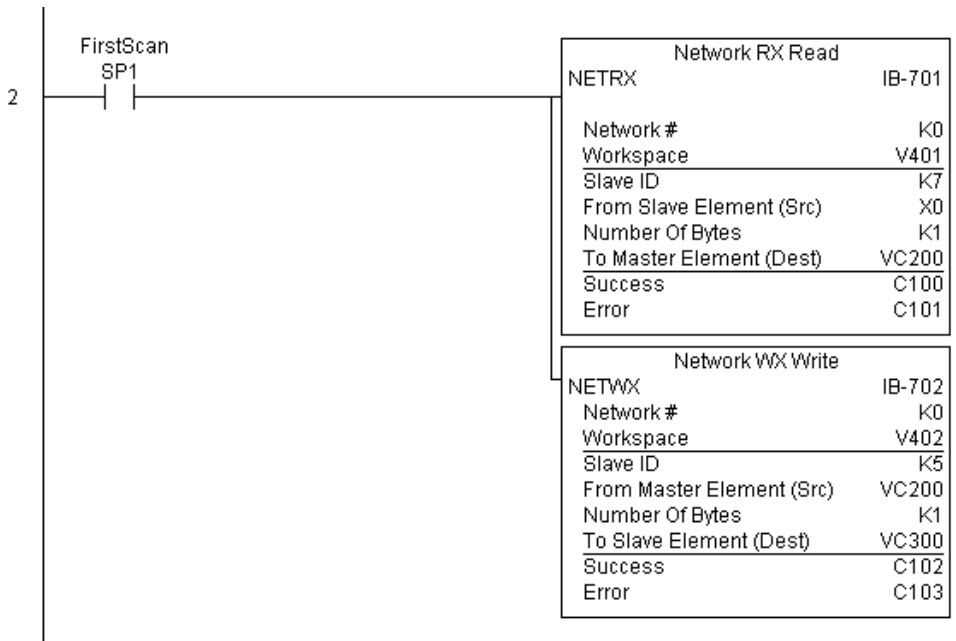 FirstScan
SP1
2
Network RX Read
NETRX IB-701
Network # K0
Workspace V401
Slave ID K7
From Slave Element (Src) X0
Number Of Bytes K1
To Master Element (Dest) VC200
Success C100
Error C101
Network WX Write
NETWX IB-702
Network # K0
Workspace V402
Slave ID K5
From Master Element (Src) VC200
Number Of Bytes K1
To Slave Element (Dest) VC300
Success C102
Error C103